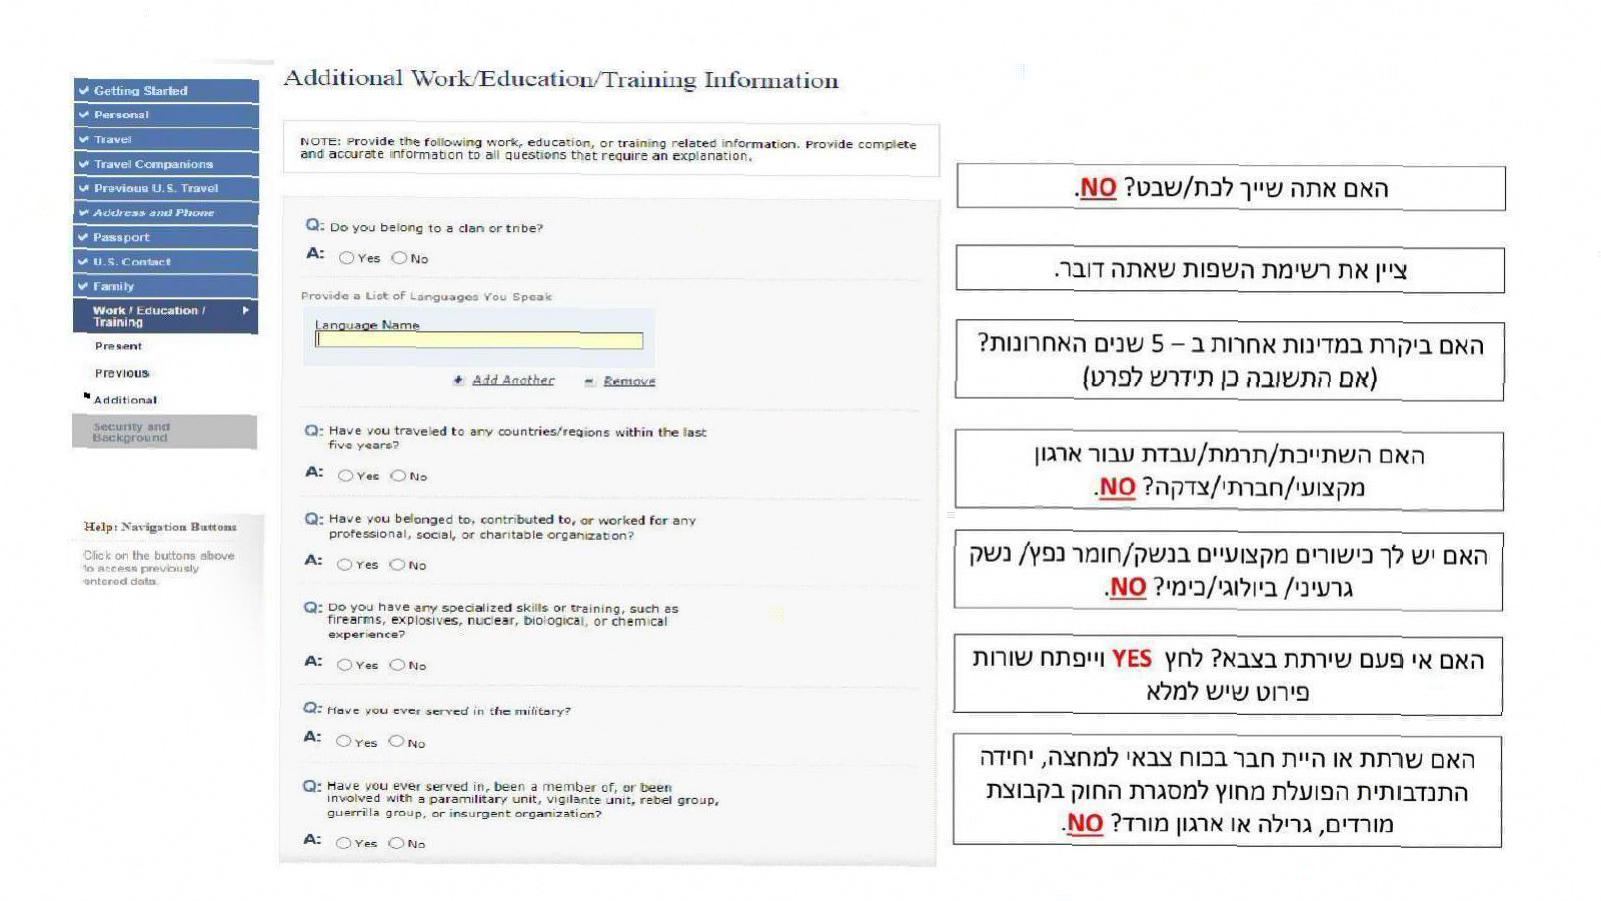 Additional Work/Education/Training Information
Getting Started
Personal
Travel
Travel Companions
Previous U.S. Travel
Address and Phone
Passport
U.S. Contact
Family
Work / Education /
Training
Present
Previous
Additional
Security and
Background
Help: Navigation Buttons
Click on the buttons above
to access previously
entered data.
NOTE: Provide the following work, education, or training related information. Provide complete
and accurate information to all questions that require an explanation.
Q: Do you belong to a clan or tribe?
A: Yes No
Provide a List of Languages You Speak
Language Name
Add Another Remove
Q: Have you traveled to any countries/regions within the last
five years?
A: Yes No
Q: Have you belonged to, contributed to, or worked for any
professional, social, or charitable organization?
A: Yes No
Q: Do you have any specialized skills or training, such as
firearms, explosives, nuclear, biological, or chemical
experience?
A: Yes No
Q: Have you ever served in the military?
A: Yes No
Q: Have you ever served in, been a member of, or been
involved with a paramilitary unit, vigilante unit, rebel group,
guerrilla group, or insurgent organization?
A: Yes No
האם אתה שייך לכת/שבט? NO.
ציין את רשימת השפות שאתה דובר.
האם ביקרת במדינות אחרות ב – 5 שנים האחרונות?
(אם התשובה כן תידרש לפרט)
האם השתייכת/תרמת/עבדת עבור ארגון
מקצועי/חברתי/צדקה? NO.
האם יש לך כישורים מקצועיים בנשק/חומר נפץ/ נשק
גרעיני/ ביולוגי/כימי? NO.
האם אי פעם שירתת בצבא? לחץ YES וייפתח שורות
פירוט שיש למלא
האם שרתת או היית חבר בכוח צבאי למחצה, יחידה
התנדבותית הפועלת מחוץ למסגרת החוק בקבוצת
מורדים, גרילה או ארגון מורד? NO.